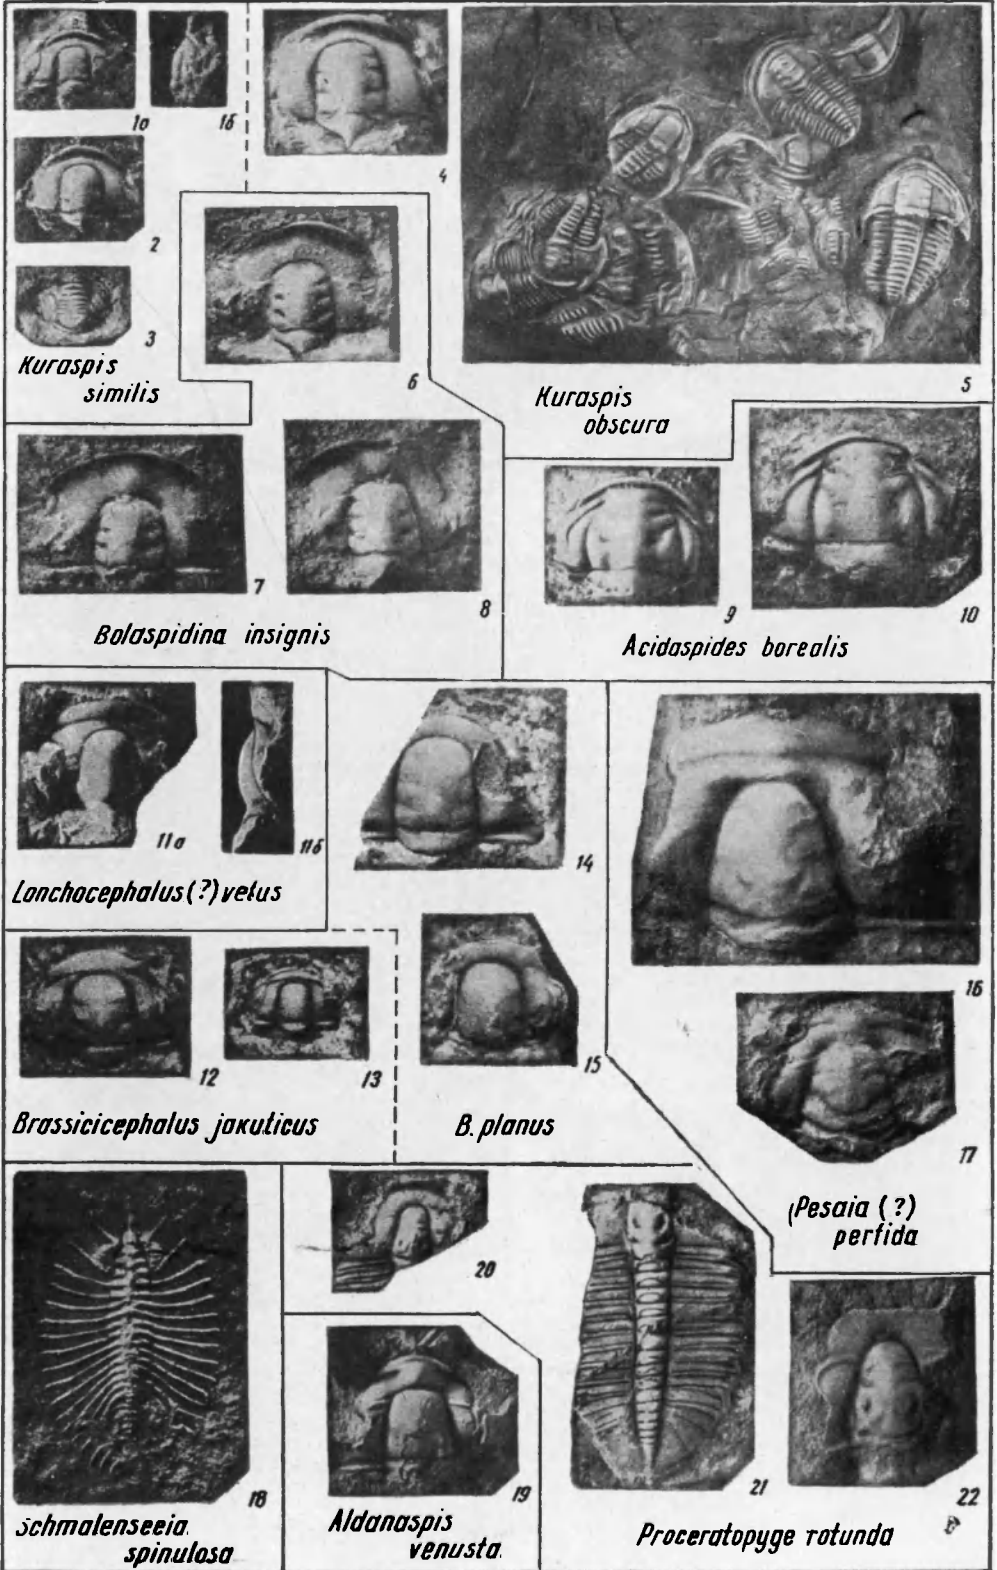 1а
1б
4
2
3
Kuraspis
similis
6
5
Kuraspis
obscura
7
8
Bolaspidina insignis
9
10
Acidaspides borealis
11а
11б
Lonchocephalus (?) vetus
14
16
12
13
Brassicicephalus jakuticus
15
B. planus
17
Pesaia (?)
perfida
18
Schmalenseeia
spinulosa
20
19
Aldanaspis
venusta
21
22
Proceratopyge rotunda